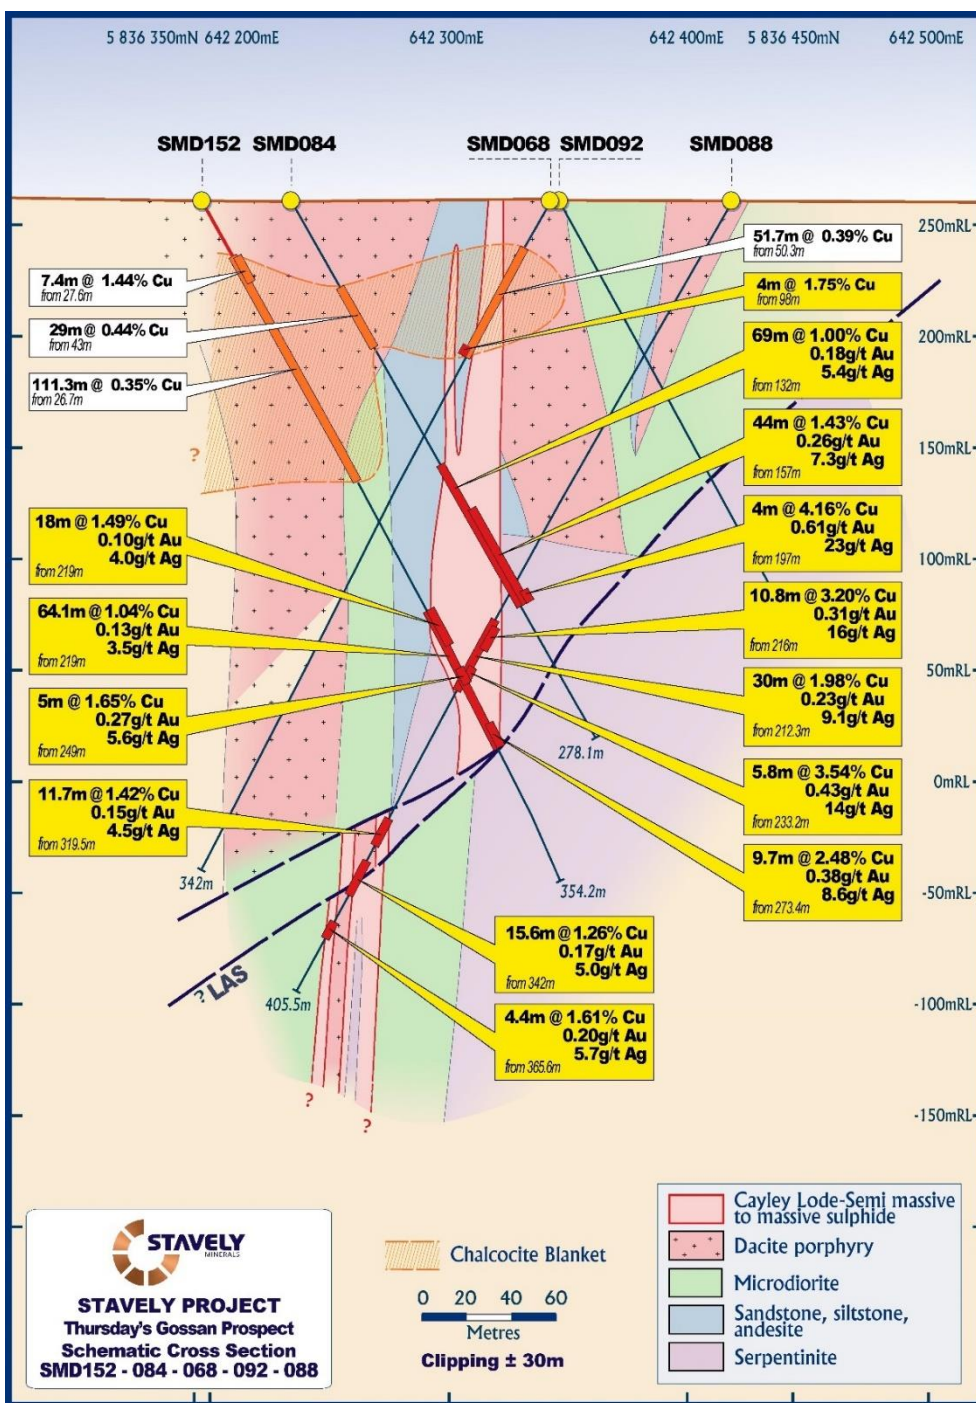 5 836 350mN 642 200mE 642 300mE 642 400mE 5 836 450mN 642 500mE
SMD152 SMD084 SMD068 SMD092 SMD088
250mRL
200mRL
150mRL
100mRL
50mRL
0mRL
-50mRL
-100mRL
-150mRL
7.4m @ 1.44% Cu
from 27.6m
29m @ 0.44% Cu
from 43m
111.3m @ 0.35% Cu
from 26.7m
?
18m @ 1.49% Cu
0.10g/t Au
4.0g/t Ag
from 219m
64.1m @ 1.04% Cu
0.13g/t Au
3.5g/t Ag
from 219m
5m @ 1.65% Cu
0.27g/t Au
5.6g/t Ag
from 249m
11.7m @ 1.42% Cu
0.15g/t Au
4.5g/t Ag
from 319.5m
51.7m @ 0.39% Cu
from 50.3m
4m @ 1.75% Cu
from 98m
69m @ 1.00% Cu
0.18g/t Au
5.4g/t Ag
from 132m
44m @ 1.43% Cu
0.26g/t Au
7.3g/t Ag
from 157m
4m @ 4.16% Cu
0.61g/t Au
23g/t Ag
from 197m
10.8m @ 3.20% Cu
0.31g/t Au
16g/t Ag
from 216m
30m @ 1.98% Cu
0.23g/t Au
9.1g/t Ag
from 212.3m
5.8m @ 3.54% Cu
0.43g/t Au
14g/t Ag
from 233.2m
9.7m @ 2.48% Cu
0.38g/t Au
8.6g/t Ag
from 273.4m
15.6m @ 1.26% Cu
0.17g/t Au
5.0g/t Ag
from 342m
4.4m @ 1.61% Cu
0.20g/t Au
5.7g/t Ag
from 365.6m
278.1m
342m
354.2m
405.5m
? LAS
?
?
STAVELY
MINERALS
STAVELY PROJECT
Thursday's Gossan Prospect
Schematic Cross Section
SMD152 - 084 - 068 - 092 - 088
Chalcocite Blanket
0 20 40 60
Metres
Clipping ± 30m
Cayley Lode-Semi massive
to massive sulphide
Dacite porphyry
Microdiorite
Sandstone, siltstone,
andesite
Serpentinite